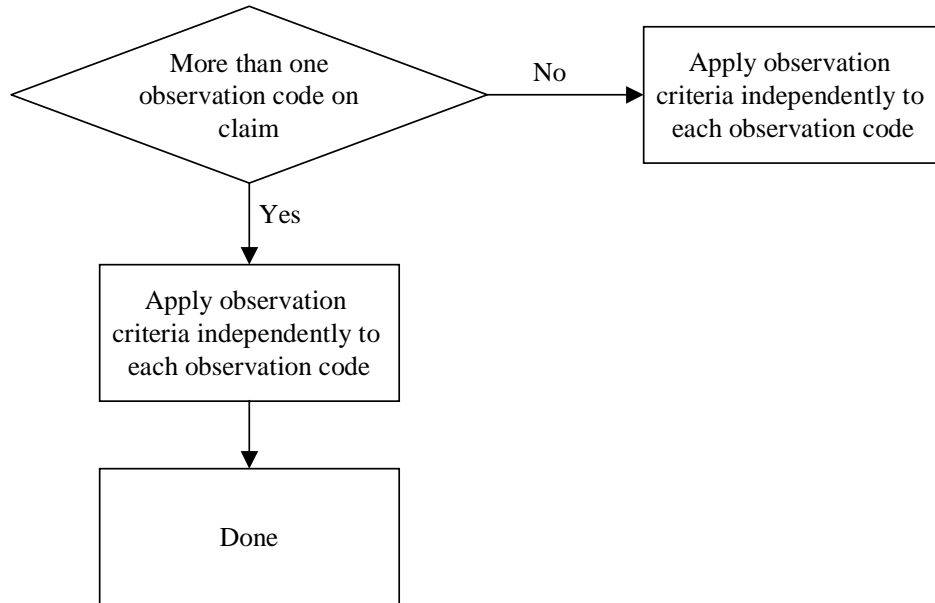 More than one
observation code on
claim
No
Apply observation
criteria independently to
each observation code
Yes
Apply observation
criteria independently to
each observation code
Done